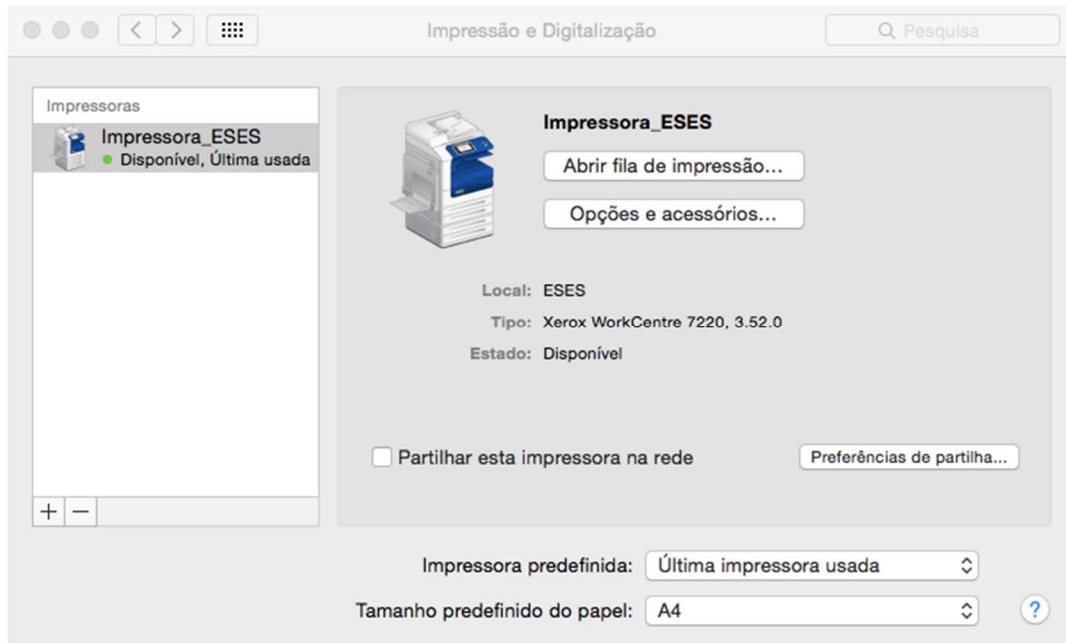 Impressão e Digitalização
Pesquisa
Impressoras
Impressora_ESES
Disponível, Última usada
Impressora_ESES
Abrir fila de impressão...
Opções e acessórios...
Local: ESES
Tipo: Xerox WorkCentre 7220, 3.52.0
Estado: Disponível
Partilhar esta impressora na rede
Preferências de partilha...
+ −
Impressora predefinida: Última impressora usada
Tamanho predefinido do papel: A4
?